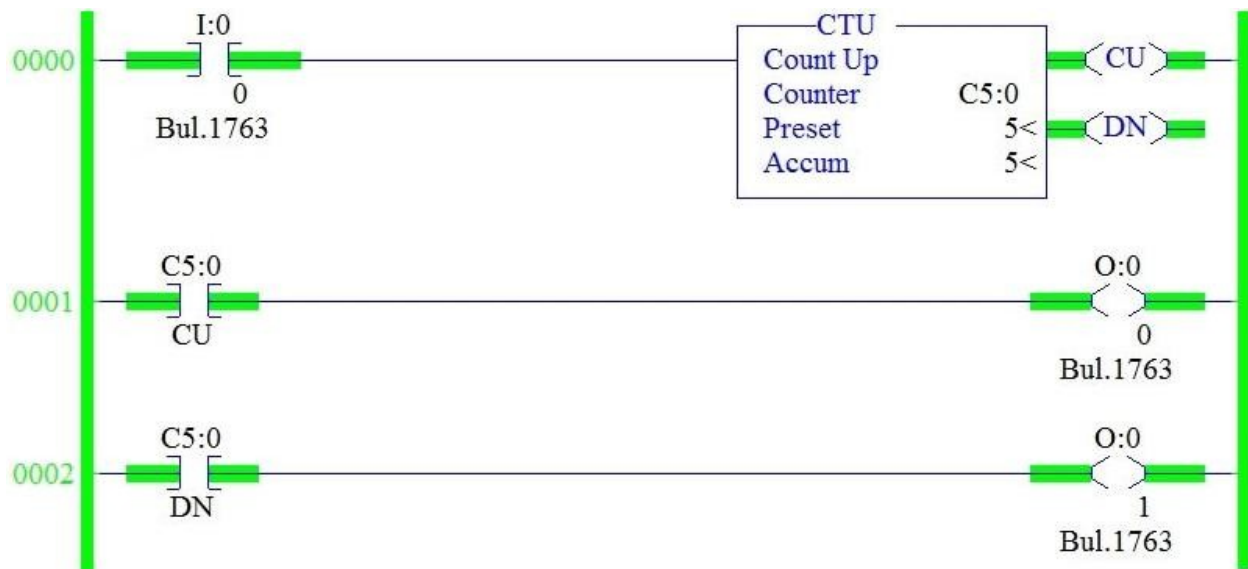 I:0
CTU
0000
Count Up
CU
0
Counter C5:0
Bul.1763
Preset 5<
DN
Accum 5<
C5:0
O:0
0001
CU
0
Bul.1763
C5:0
O:0
0002
DN
1
Bul.1763